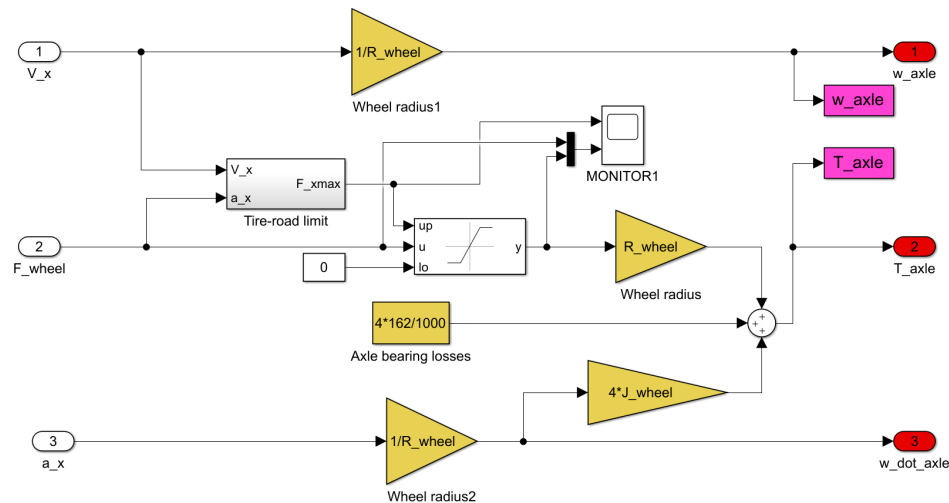 1
V_x
1/R_wheel
Wheel radius1
1
w_axle
w_axle
MONITOR1
T_axle
V_x
a_x
F_xmax
Tire-road limit
2
F_wheel
up
u
lo
y
0
R_wheel
Wheel radius
2
T_axle
4*162/1000
Axle bearing losses
+
+
+
4*J_wheel
3
a_x
1/R_wheel
Wheel radius2
3
w_dot_axle